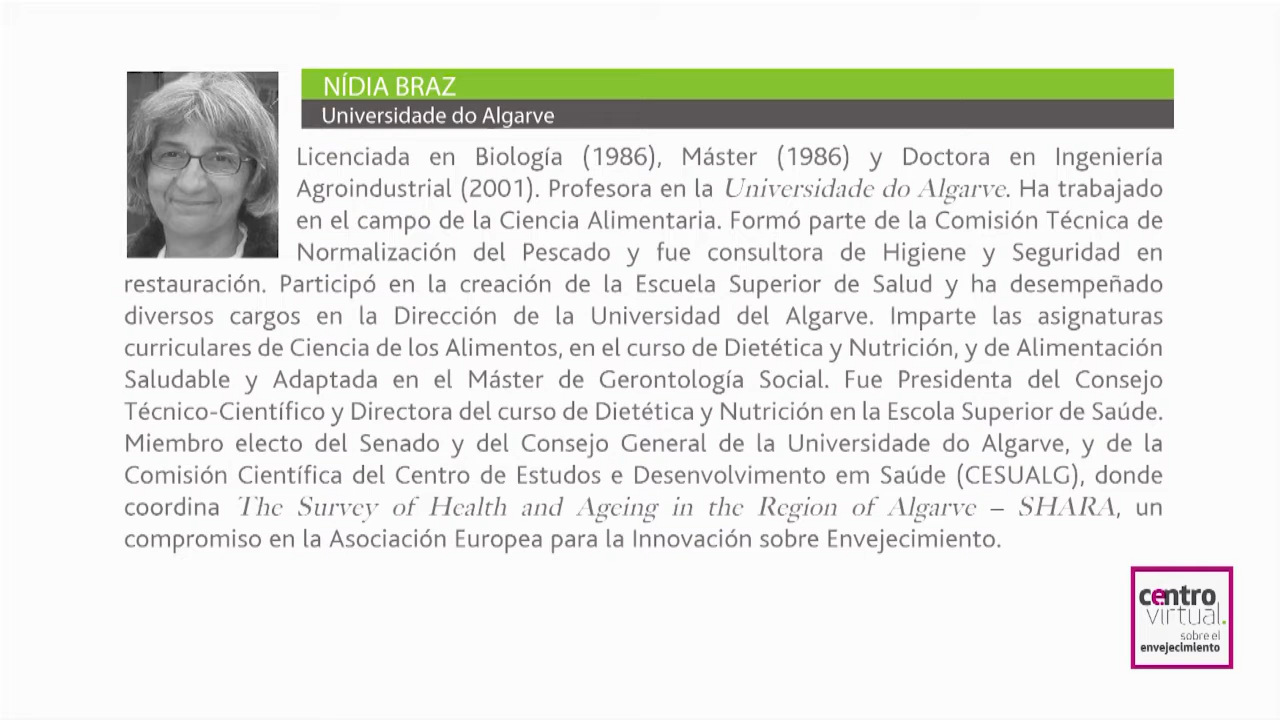 NÍDIA BRAZ
Universidade do Algarve
Licenciada en Biología (1986), Máster (1986) y Doctora en Ingeniería
Agroindustrial (2001). Profesora en la Universidade do Algarve. Ha trabajado
en el campo de la Ciencia Alimentaria. Formó parte de la Comisión Técnica de
Normalización del Pescado y fue consultora de Higiene y Seguridad en
restauración. Participó en la creación de la Escuela Superior de Salud y ha desempeñado
diversos cargos en la Dirección de la Universidad del Algarve. Imparte las asignaturas
curriculares de Ciencia de los Alimentos, en el curso de Dietética y Nutrición, y de Alimentación
Saludable y Adaptada en el Máster de Gerontología Social. Fue Presidenta del Consejo
Técnico-Científico y Directora del curso de Dietética y Nutrición en la Escola Superior de Saúde.
Miembro electo del Senado y del Consejo General de la Universidade do Algarve, y de la
Comisión Científica del Centro de Estudos e Desenvolvimento em Saúde (CESUALG), donde
coordina The Survey of Health and Ageing in the Region of Algarve – SHARA, un
compromiso en la Asociación Europea para la Innovación sobre Envejecimiento.
centro
virtual.
sobre el
envejecimiento